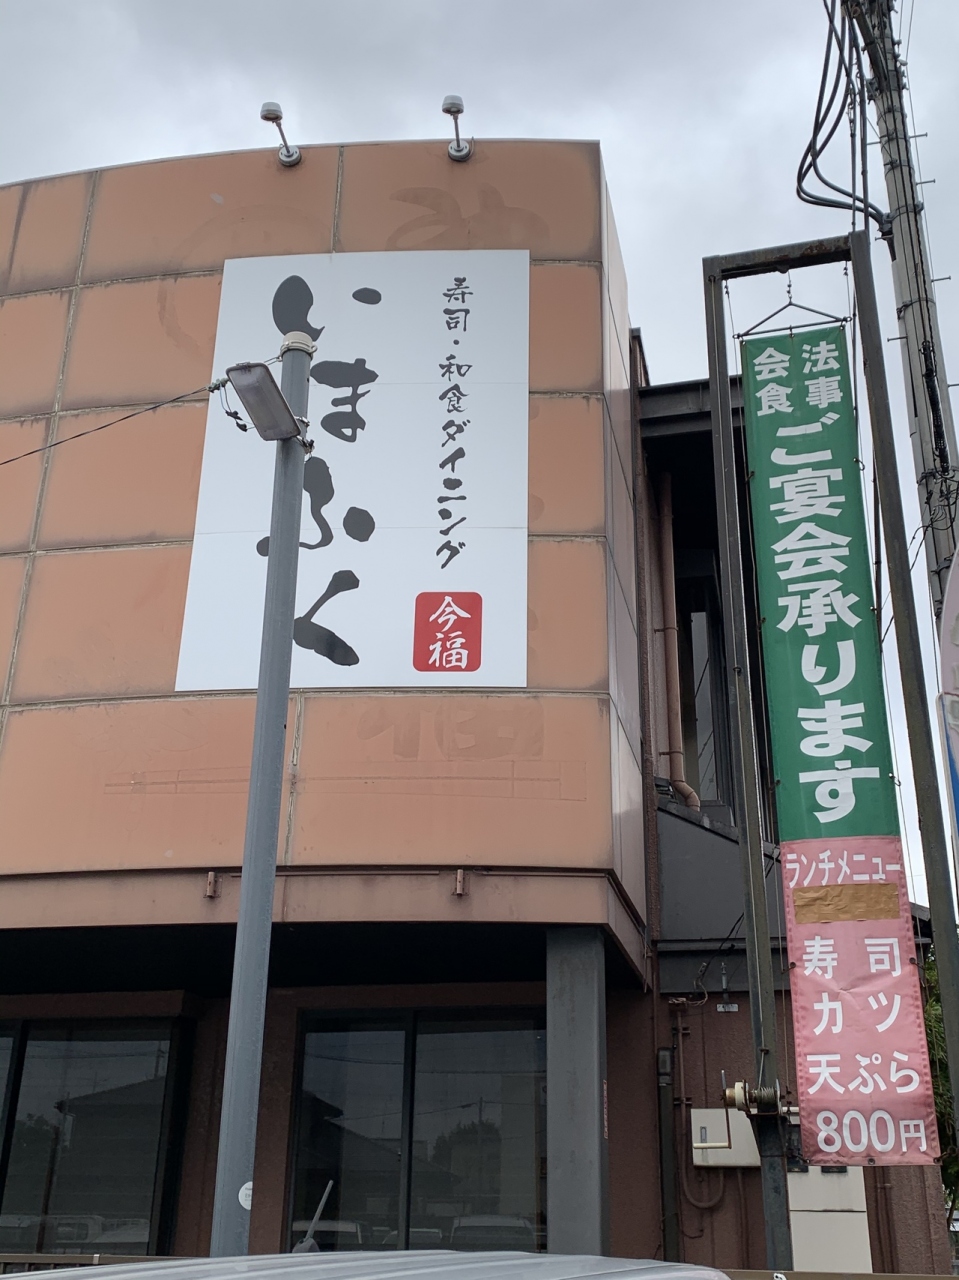 寿司・和食ダイニング
いまふく
今福
法事
会食
ご宴会承ります
ランチメニュー
寿司
カツ
天ぷら
800円